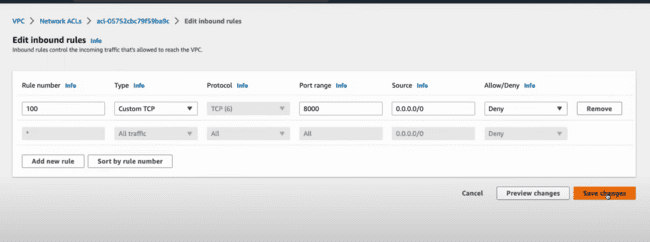 VPC > Network ACLs > acl-05752cbc79f59ba9c > Edit inbound rules
Edit inbound rules Info
Inbound rules control the incoming traffic that's allowed to reach the VPC.
Rule number Info Type Info Protocol Info Port range Info Source Info Allow/Deny Info
100 Custom TCP TCP (6) 8000 0.0.0.0/0 Deny Remove
* All traffic All All 0.0.0.0/0 Deny
Add new rule Sort by rule number
Cancel Preview changes Save changes